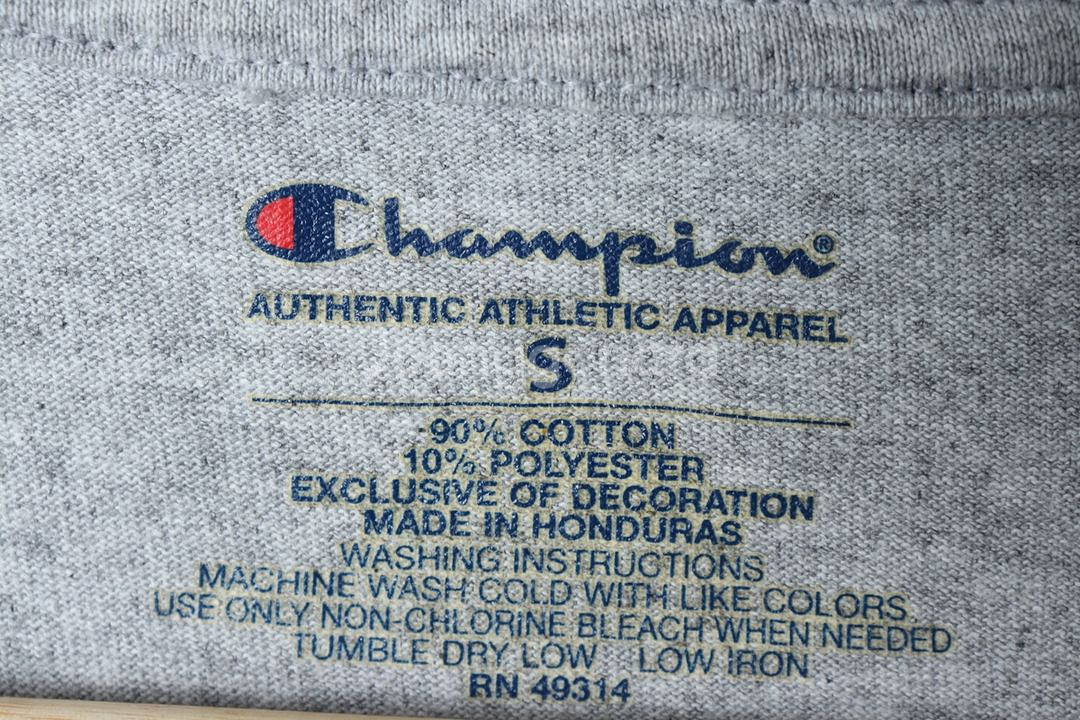 Champion®
AUTHENTIC ATHLETIC APPAREL
S
90% COTTON
10% POLYESTER
EXCLUSIVE OF DECORATION
MADE IN HONDURAS
WASHING INSTRUCTIONS
MACHINE WASH COLD WITH LIKE COLORS.
USE ONLY NON-CHLORINE BLEACH WHEN NEEDED
TUMBLE DRY LOW LOW IRON
RN 49314